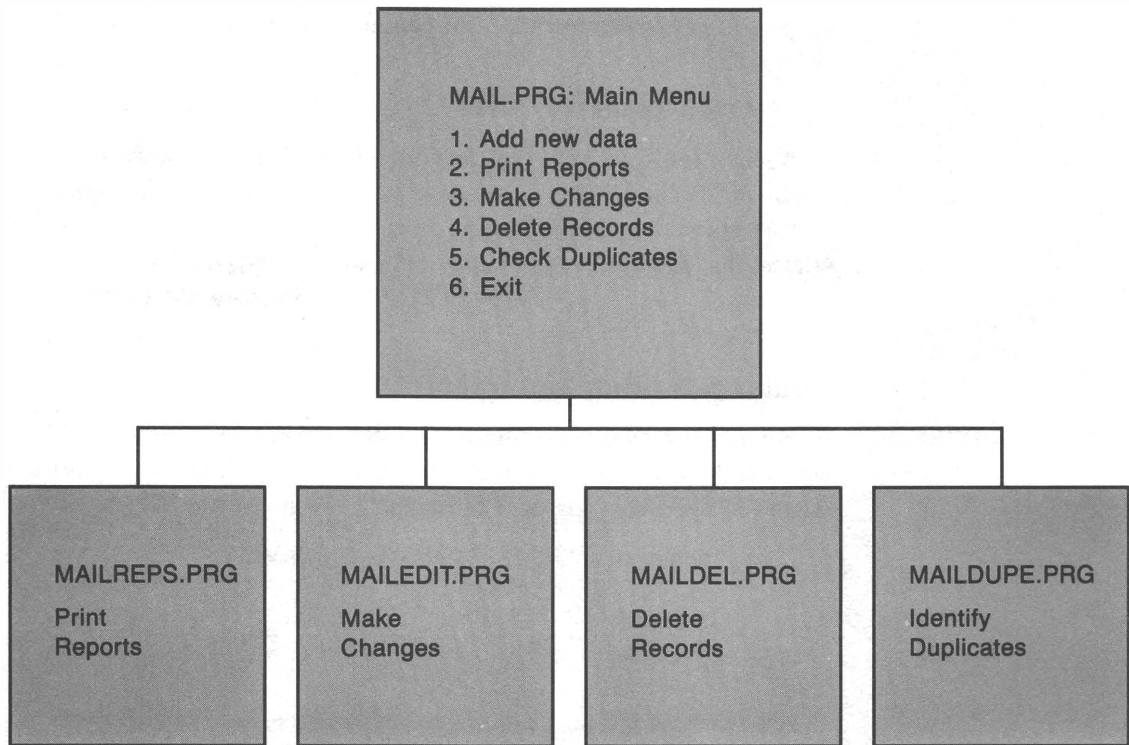 MAIL.PRG: Main Menu
1. Add new data
2. Print Reports
3. Make Changes
4. Delete Records
5. Check Duplicates
6. Exit
MAILREPS.PRG
Print
Reports
MAILEDIT.PRG
Make
Changes
MAILDEL.PRG
Delete
Records
MAILDUPE.PRG
Identify
Duplicates